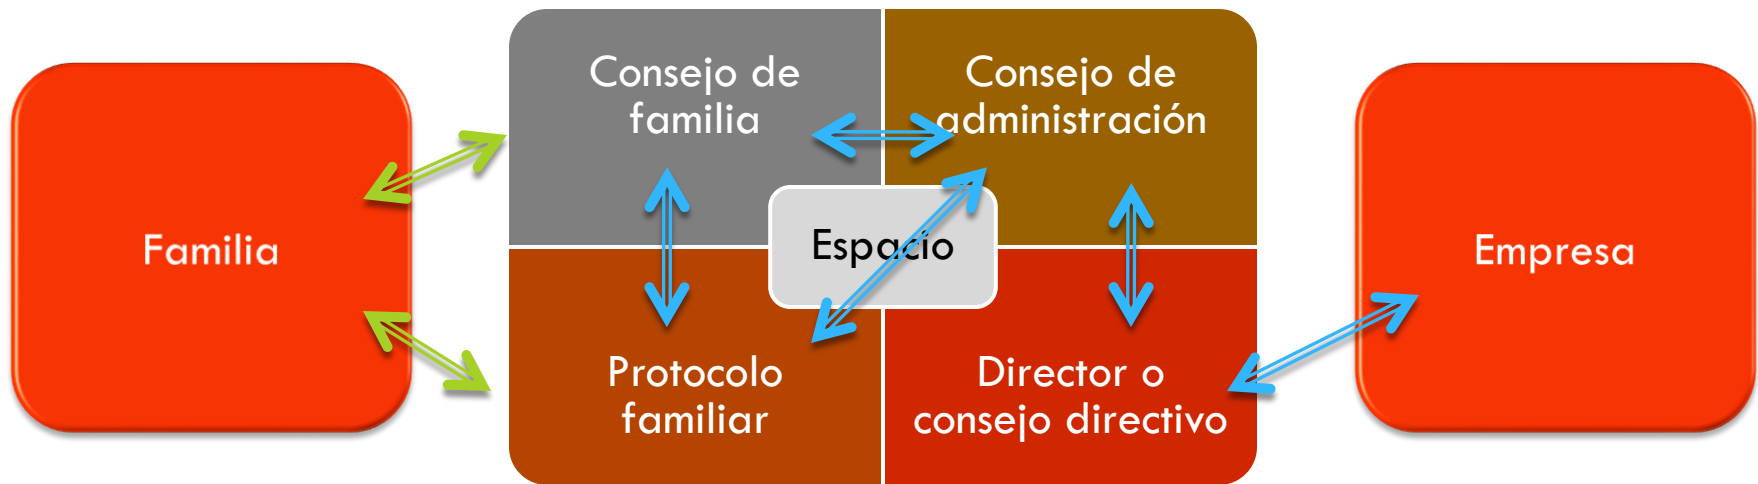 Familia
Consejo de
familia
Consejo de
administración
Espacio
Protocolo
familiar
Director o
consejo directivo
Empresa